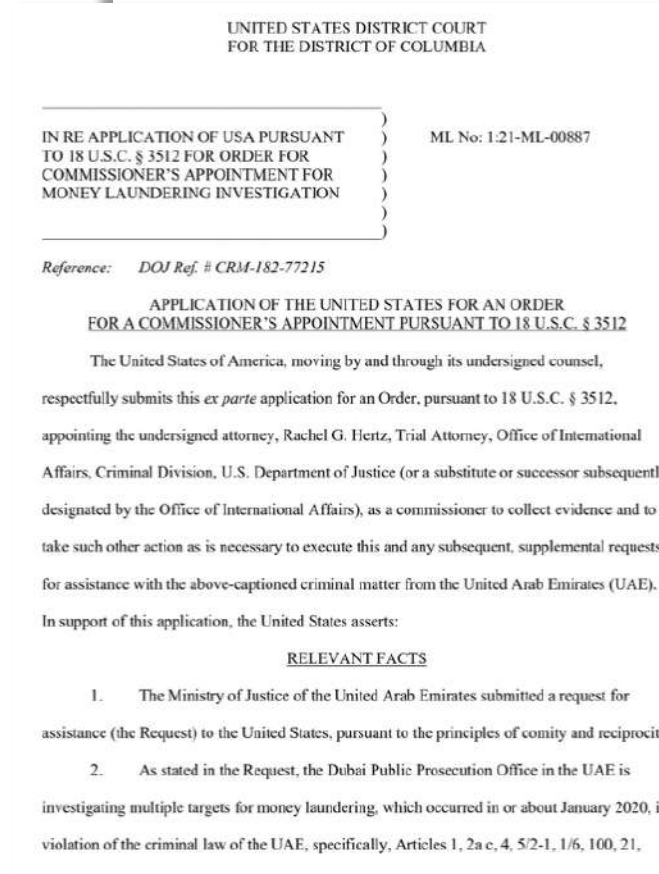 UNITED STATES DISTRICT COURT
FOR THE DISTRICT OF COLUMBIA
IN RE APPLICATION OF USA PURSUANT
TO 18 U.S.C. § 3512 FOR ORDER FOR
COMMISSIONER'S APPOINTMENT FOR
MONEY LAUNDERING INVESTIGATION
)
)
)
)
)
)
)
ML No: 1:21-ML-00887
Reference: DOJ Ref. # CRM-182-77215
APPLICATION OF THE UNITED STATES FOR AN ORDER
FOR A COMMISSIONER'S APPOINTMENT PURSUANT TO 18 U.S.C. § 3512
The United States of America, moving by and through its undersigned counsel,
respectfully submits this ex parte application for an Order, pursuant to 18 U.S.C. § 3512,
appointing the undersigned attorney, Rachel G. Hertz, Trial Attorney, Office of International
Affairs, Criminal Division, U.S. Department of Justice (or a substitute or successor subsequentl
designated by the Office of International Affairs), as a commissioner to collect evidence and to
take such other action as is necessary to execute this and any subsequent, supplemental requests
for assistance with the above-captioned criminal matter from the United Arab Emirates (UAE).
In support of this application, the United States asserts:
RELEVANT FACTS
1. The Ministry of Justice of the United Arab Emirates submitted a request for
assistance (the Request) to the United States, pursuant to the principles of comity and reciprocit
2. As stated in the Request, the Dubai Public Prosecution Office in the UAE is
investigating multiple targets for money laundering, which occurred in or about January 2020, i
violation of the criminal law of the UAE, specifically, Articles 1, 2a c, 4, 5/2-1, 1/6, 100, 21,